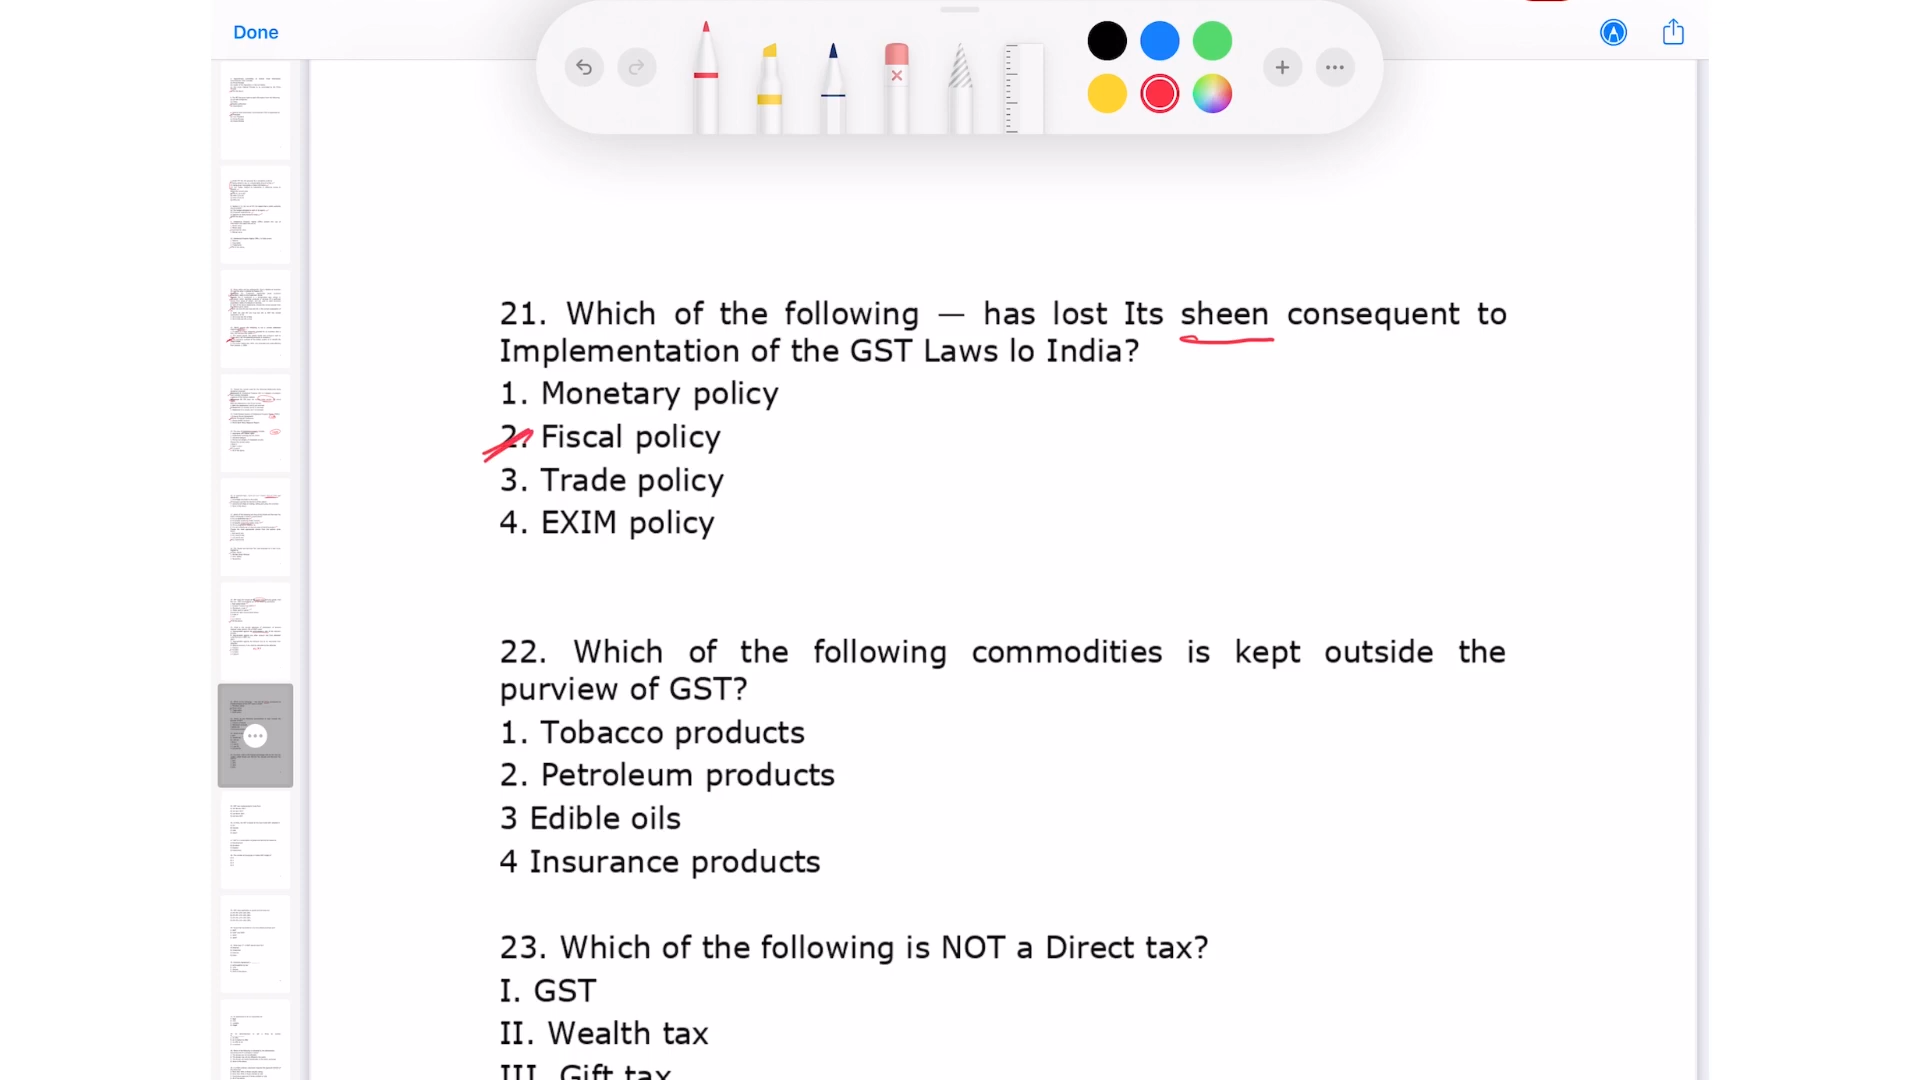 Done
21. Which of the following — has lost Its sheen consequent to
Implementation of the GST Laws lo India?
1. Monetary policy
2. Fiscal policy
3. Trade policy
4. EXIM policy
22. Which of the following commodities is kept outside the
purview of GST?
1. Tobacco products
2. Petroleum products
3 Edible oils
4 Insurance products
23. Which of the following is NOT a Direct tax?
I. GST
II. Wealth tax
III. Gift tax